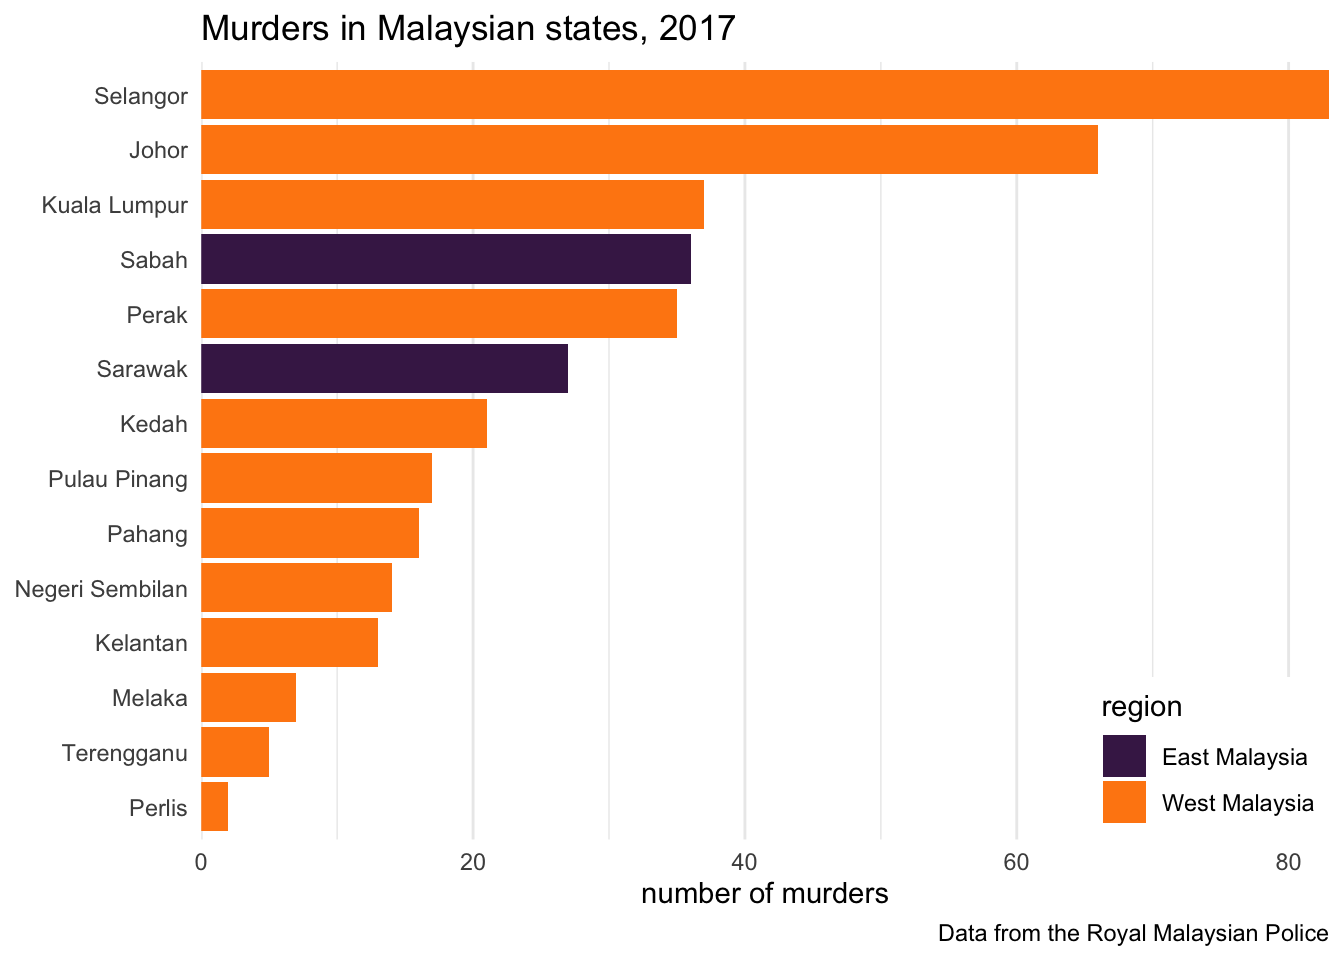 Murders in Malaysian states, 2017
Selangor
Johor
Kuala Lumpur
Sabah
Perak
Sarawak
Kedah
Pulau Pinang
Pahang
Negeri Sembilan
Kelantan
Melaka
Terengganu
Perlis
region
East Malaysia
West Malaysia
0 20 40 60 80
number of murders
Data from the Royal Malaysian Police